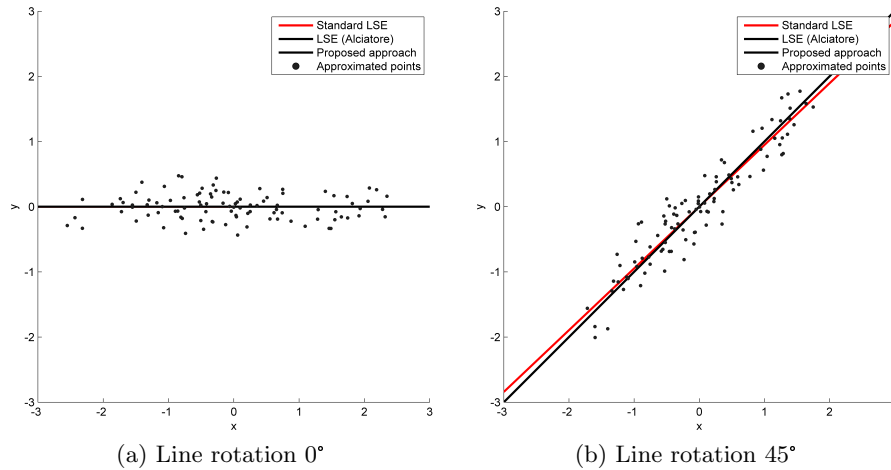 3
2
1
0
-1
-2
-3
y
-3 -2 -1 0 1 2 3
x
Standard LSE
LSE (Alciatore)
Proposed approach
Approximated points
(a) Line rotation 0°
3
2
1
0
-1
-2
-3
y
-3 -2 -1 0 1 2
x
Standard LSE
LSE (Alciatore)
Proposed approach
Approximated points
(b) Line rotation 45°